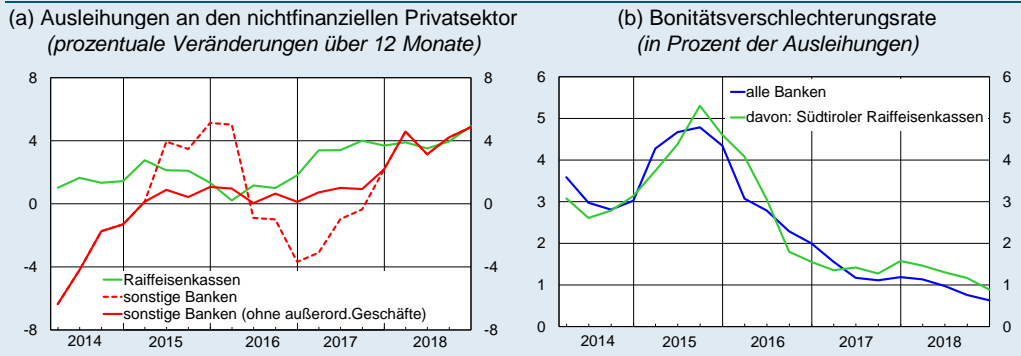 (a) Ausleihungen an den nichtfinanziellen Privatsektor
(prozentuale Veränderungen über 12 Monate)
8 8
4 4
0 0
-4 -4
-8 -8
Raiffeisenkassen
sonstige Banken
sonstige Banken (ohne außerord.Geschäfte)
2014 2015 2016 2017 2018
(b) Bonitätsverschlechterungsrate
(in Prozent der Ausleihungen)
6 6
5 5
4 4
3 3
2 2
1 1
0 0
alle Banken
davon: Südtiroler Raiffeisenkassen
2014 2015 2016 2017 2018